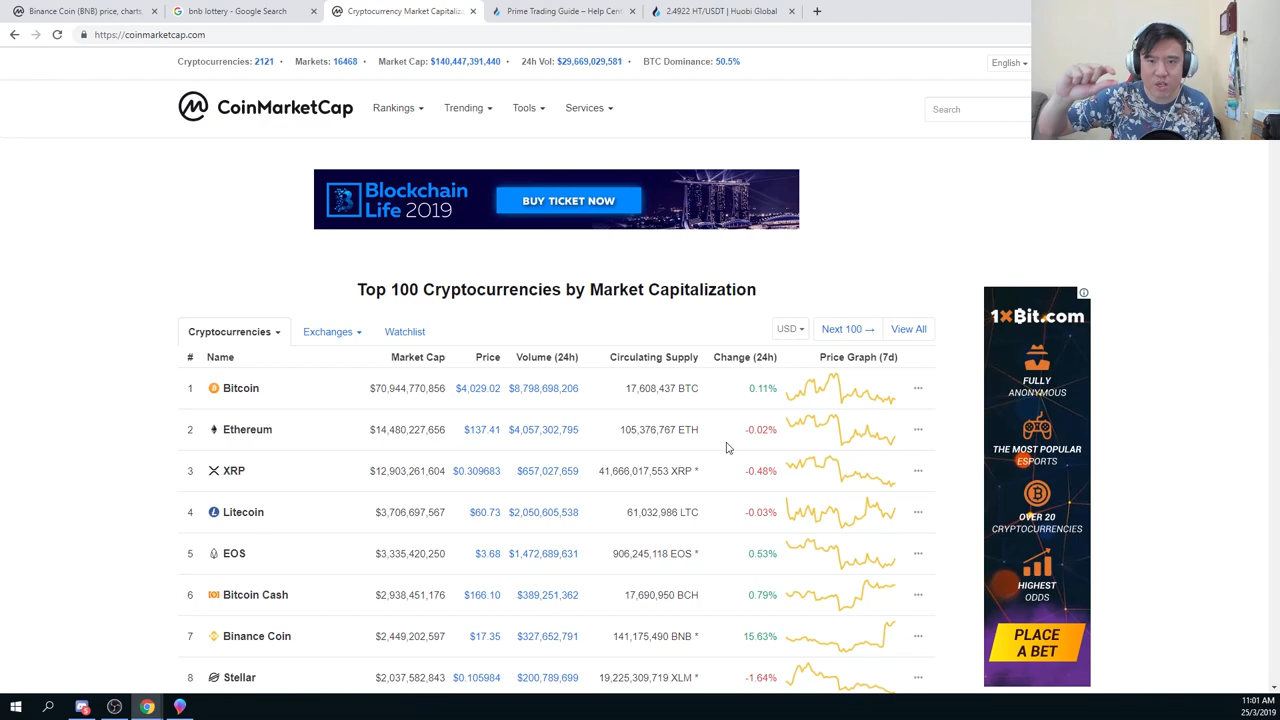 Binance Coin (BNB) price, charts,
bnb lottery - Google Search
Cryptocurrency Market Capitaliz
Prime Trading Guide – Help Cent
2.4922 HT/USDT | Huobi Global
https://coinmarketcap.com
Cryptocurrencies: 2121 • Markets: 16468 • Market Cap: $140,447,391,440 • 24h Vol: $29,669,029,581 • BTC Dominance: 50.5%
English
CoinMarketCap
Rankings
Trending
Tools
Services
Search
Blockchain
Life 2019
BUY TICKET NOW
Top 100 Cryptocurrencies by Market Capitalization
Cryptocurrencies
Exchanges
Watchlist
USD
Next 100 →
View All
# Name Market Cap Price Volume (24h) Circulating Supply Change (24h) Price Graph (7d)
1 Bitcoin $70,944,770,856 $4,029.02 $8,798,698,206 17,608,437 BTC 0.11%
2 Ethereum $14,480,227,656 $137.41 $4,057,302,795 105,376,767 ETH -0.02%
3 XRP $12,903,261,604 $0.309683 $657,027,659 41,666,017,553 XRP * -0.48%
4 Litecoin $3,706,697,567 $60.73 $2,050,605,538 61,032,986 LTC -0.03%
5 EOS $3,335,420,250 $3.68 $1,472,689,631 906,245,118 EOS * 0.53%
6 Bitcoin Cash $2,938,451,176 $166.10 $389,251,362 17,690,950 BCH 0.79%
7 Binance Coin $2,449,202,597 $17.35 $327,652,791 141,175,490 BNB * 15.63%
8 Stellar $2,037,582,843 $0.105984 $200,789,699 19,225,309,719 XLM * -1.64%
1xBit.com
FULLY
ANONYMOUS
THE MOST POPULAR
ESPORTS
OVER 20
CRYPTOCURRENCIES
HIGHEST
ODDS
PLACE
A BET
11:01 AM
25/3/2019